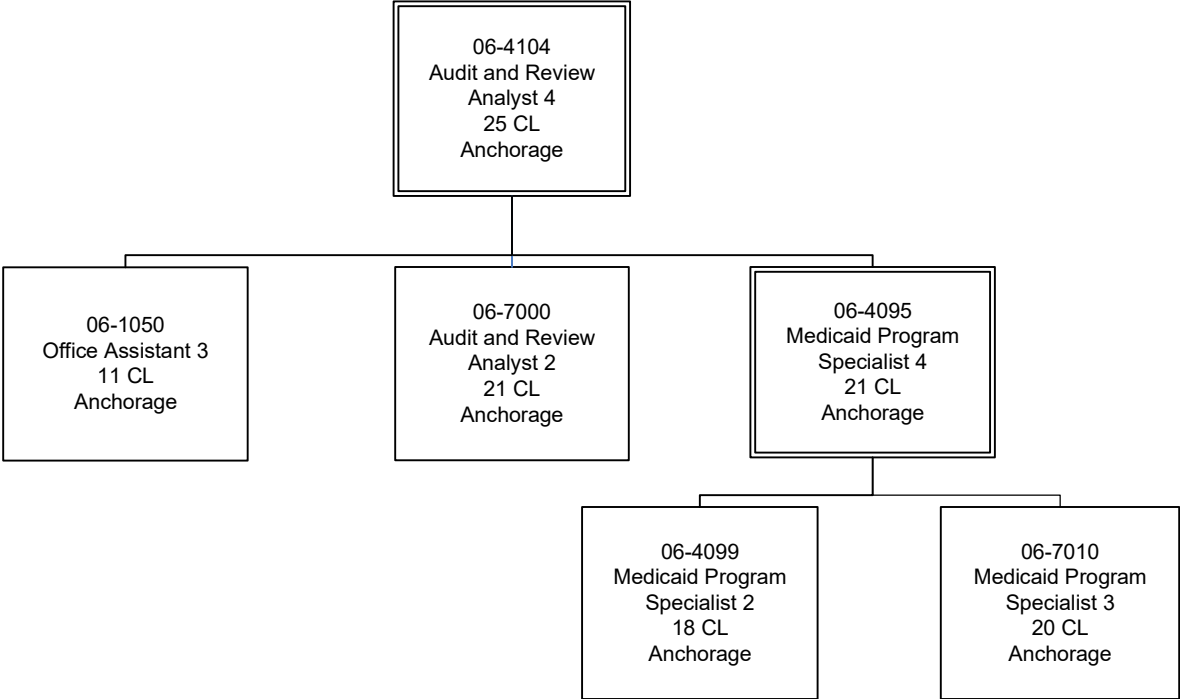 06-4104
Audit and Review
Analyst 4
25 CL
Anchorage
06-1050
Office Assistant 3
11 CL
Anchorage
06-7000
Audit and Review
Analyst 2
21 CL
Anchorage
06-4095
Medicaid Program
Specialist 4
21 CL
Anchorage
06-4099
Medicaid Program
Specialist 2
18 CL
Anchorage
06-7010
Medicaid Program
Specialist 3
20 CL
Anchorage